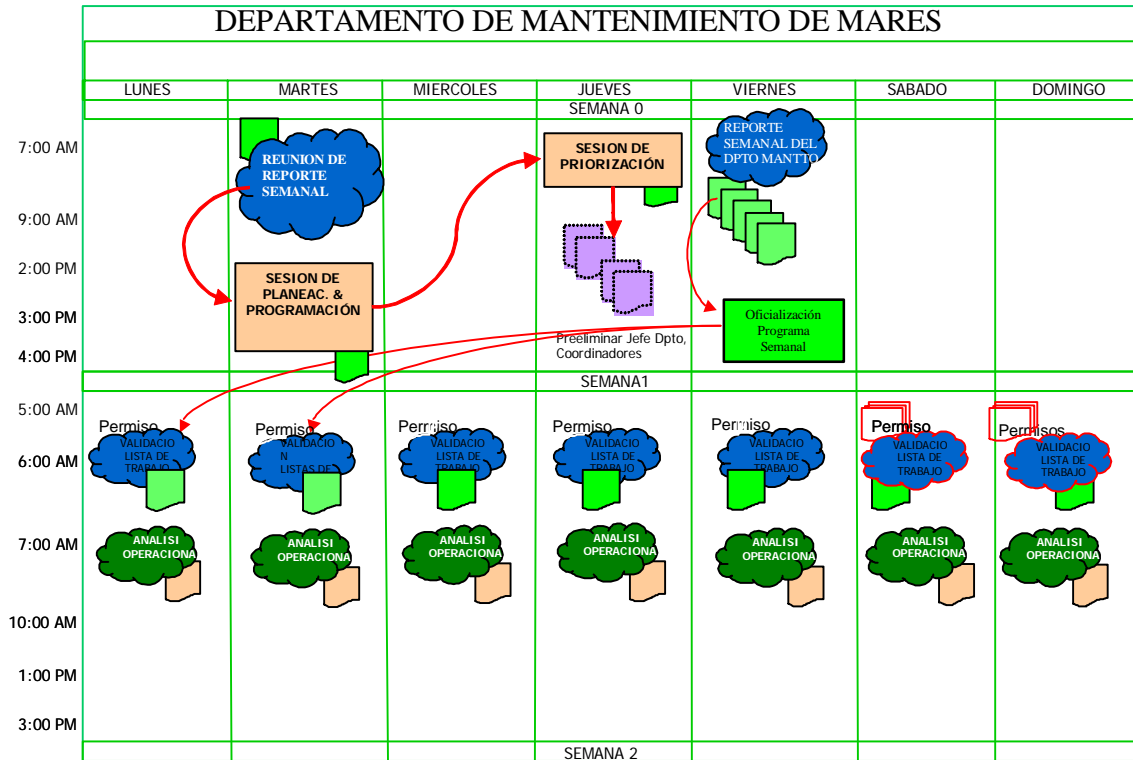 DEPARTAMENTO DE MANTENIMIENTO DE MARES
LUNES MARTES MIERCOLES JUEVES VIERNES SABADO DOMINGO
SEMANA 0
7:00 AM
REUNION DE
REPORTE
SEMANAL
SESION DE
PRIORIZACIÓN
REPORTE
SEMANAL DEL
DPTO MANTTO
9:00 AM
2:00 PM
SESION DE
PLANEAC. &
PROGRAMACIÓN
3:00 PM
Oficialización
Programa
Semanal
Preeliminar Jefe Dpto,
Coordinadores
4:00 PM
SEMANA1
5:00 AM
Permiso
VALIDACIO
LISTA DE
TRABAJO
Permiso
VALIDACIO
N
LISTAS DE
Permiso
VALIDACIO
LISTA DE
TRABAJO
Permiso
VALIDACIO
LISTA DE
TRABAJO
Permiso
VALIDACIO
LISTA DE
TRABAJO
Permiso
VALIDACIO
LISTA DE
TRABAJO
Permisos
VALIDACIO
LISTA DE
TRABAJO
6:00 AM
7:00 AM
ANALISI
OPERACIONA
ANALISI
OPERACIONA
ANALISI
OPERACIONA
ANALISI
OPERACIONA
ANALISI
OPERACIONA
ANALISI
OPERACIONA
ANALISI
OPERACIONA
10:00 AM
1:00 PM
3:00 PM
SEMANA 2